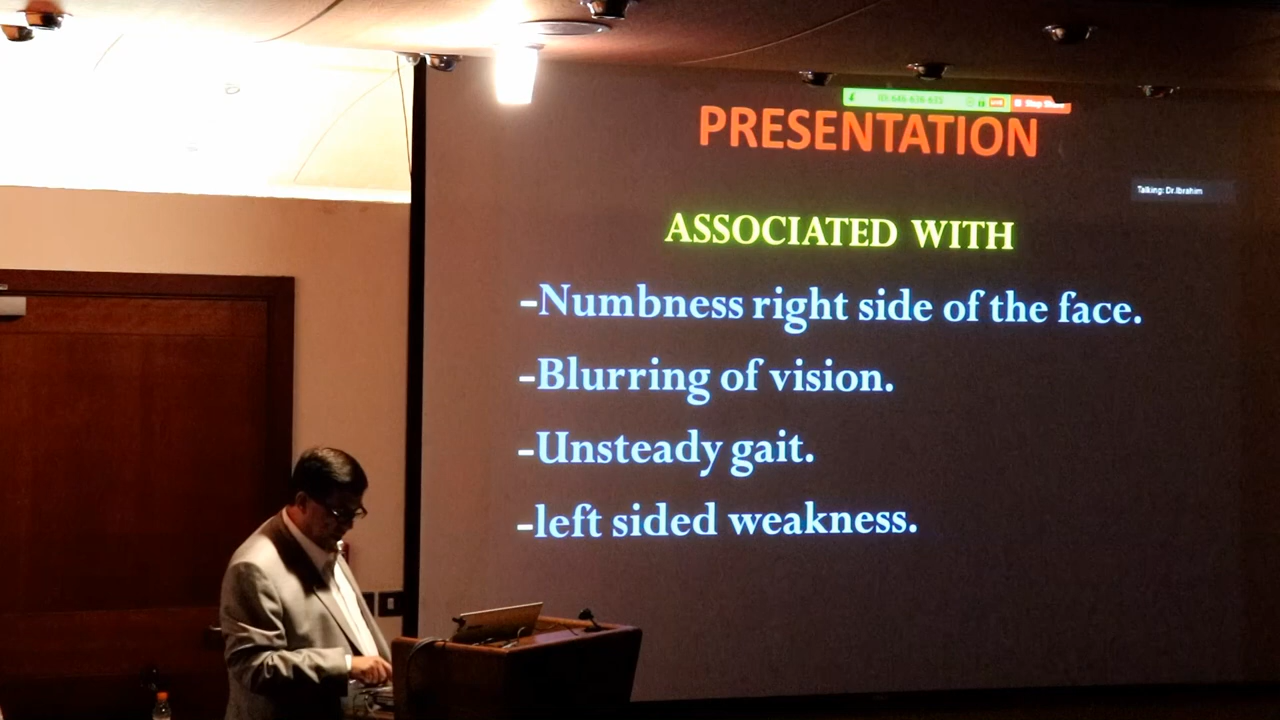 PRESENTATION
Talking: Dr.Ibrahim
ASSOCIATED WITH
-Numbness right side of the face.
-Blurring of vision.
-Unsteady gait.
-left sided weakness.